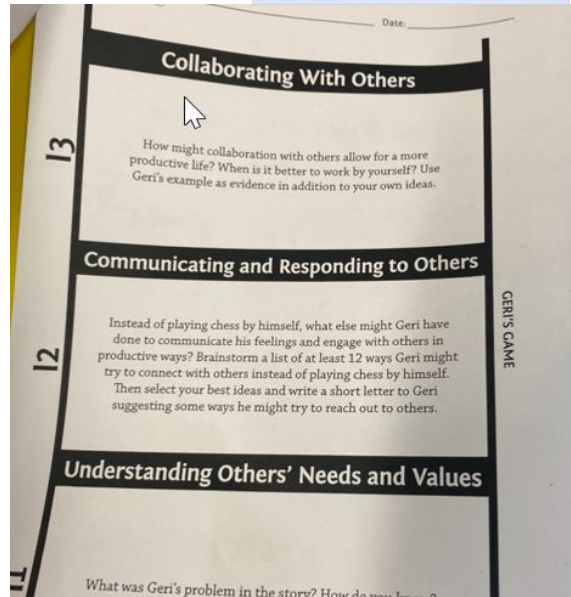 Date:
Collaborating With Others
I3
How might collaboration with others allow for a more
productive life? When is it better to work by yourself? Use
Geri's example as evidence in addition to your own ideas.
Communicating and Responding to Others
I2
Instead of playing chess by himself, what else might Geri have
done to communicate his feelings and engage with others in
productive ways? Brainstorm a list of at least 12 ways Geri might
try to connect with others instead of playing chess by himself.
Then select your best ideas and write a short letter to Geri
suggesting some ways he might try to reach out to others.
GERI'S GAME
Understanding Others' Needs and Values
What was Geri's problem in the story? How do you